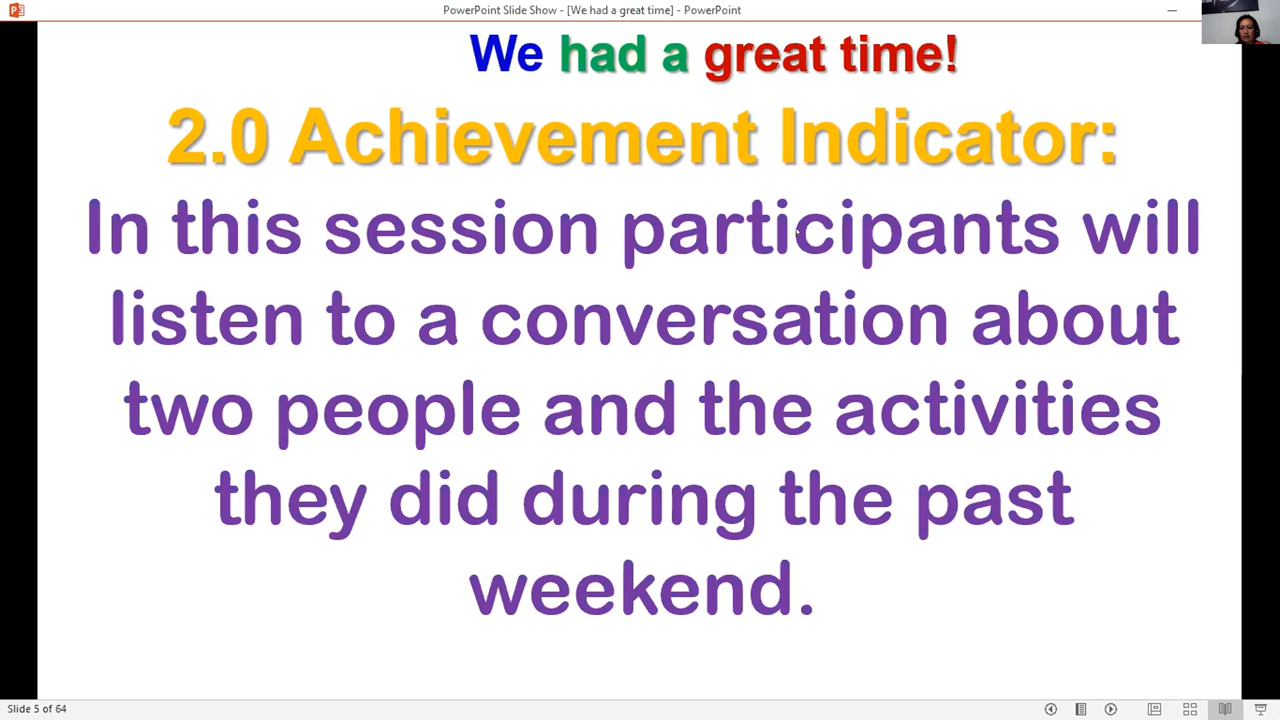 PowerPoint Slide Show - [We had a great time] - PowerPoint
We had a great time!
2.0 Achievement Indicator:
In this session participants will
listen to a conversation about
two people and the activities
they did during the past
weekend.
Slide 5 of 64